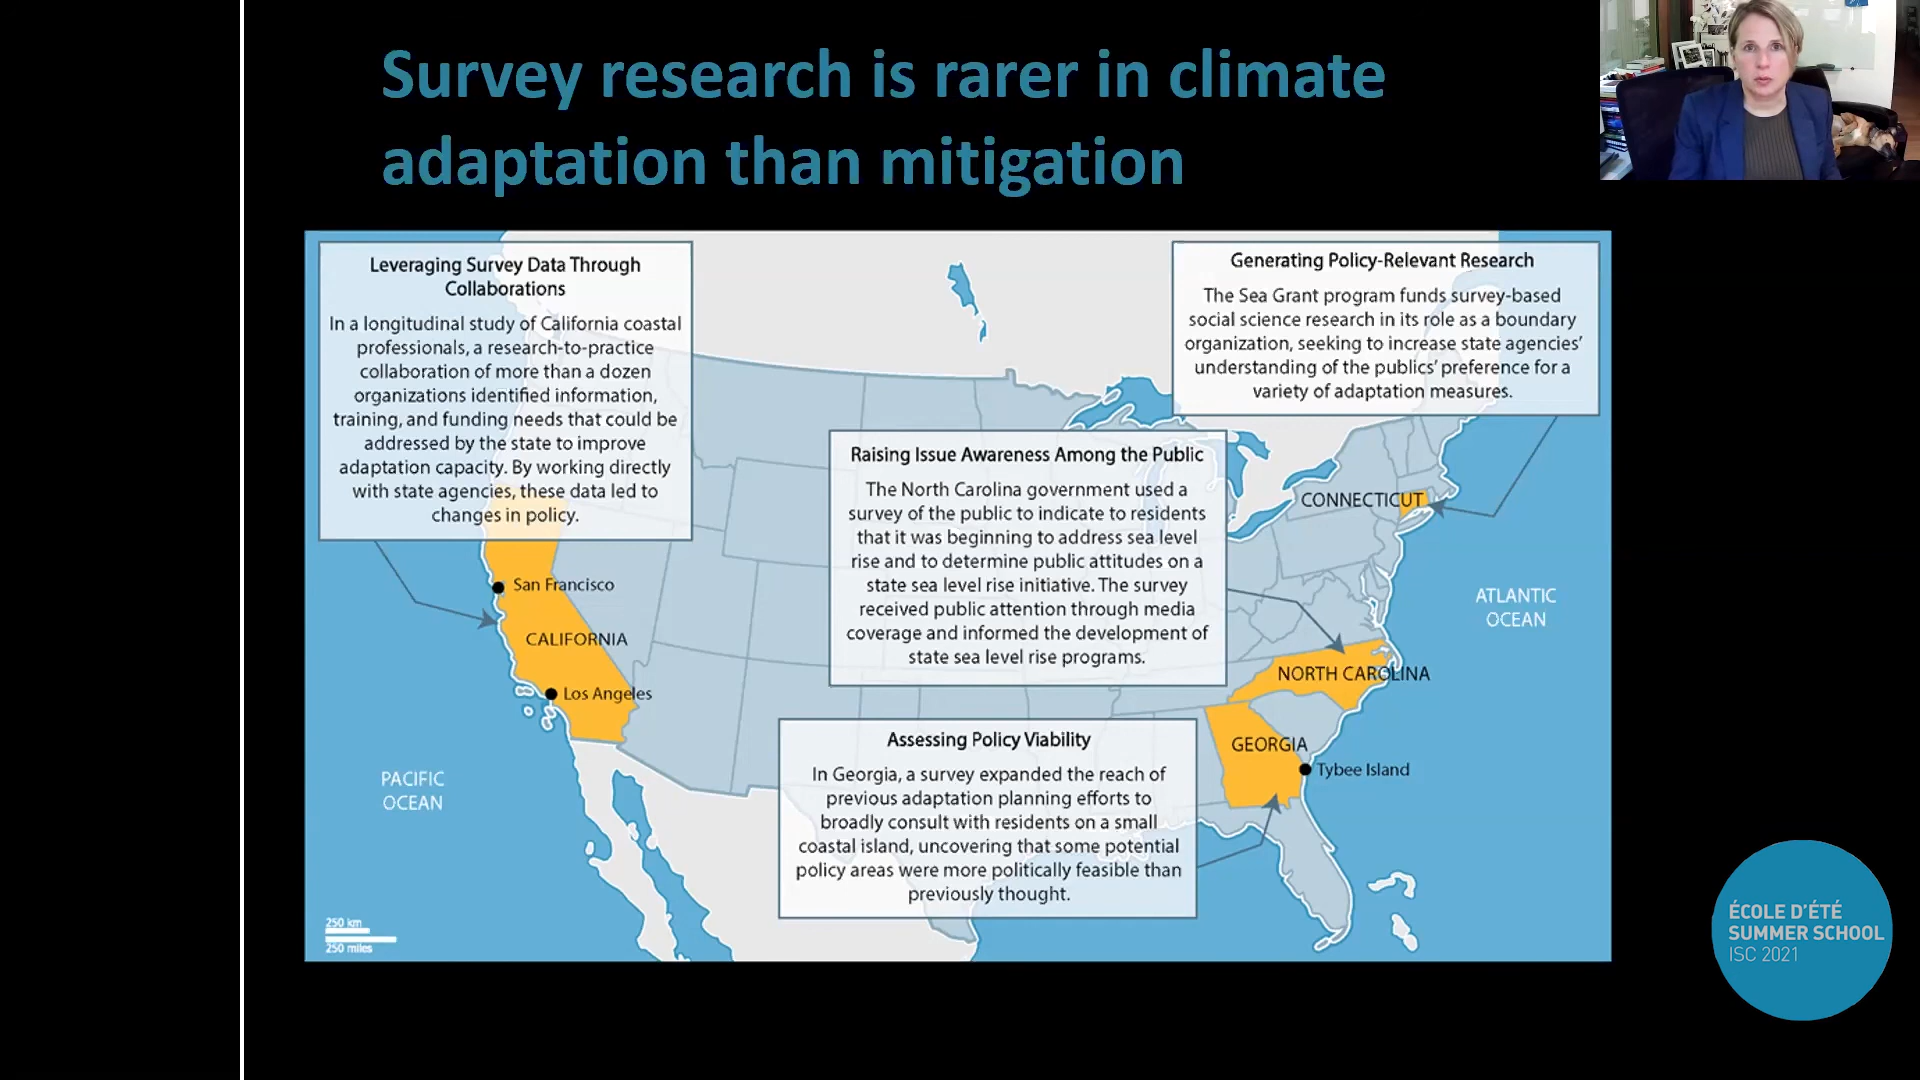 Survey research is rarer in climate
adaptation than mitigation
Leveraging Survey Data Through
Collaborations
In a longitudinal study of California coastal
professionals, a research-to-practice
collaboration of more than a dozen
organizations identified information,
training, and funding needs that could be
addressed by the state to improve
adaptation capacity. By working directly
with state agencies, these data led to
changes in policy.
Generating Policy-Relevant Research
The Sea Grant program funds survey-based
social science research in its role as a boundary
organization, seeking to increase state agencies'
understanding of the publics' preference for a
variety of adaptation measures.
Raising Issue Awareness Among the Public
The North Carolina government used a
survey of the public to indicate to residents
that it was beginning to address sea level
rise and to determine public attitudes on a
state sea level rise initiative. The survey
received public attention through media
coverage and informed the development of
state sea level rise programs.
Assessing Policy Viability
In Georgia, a survey expanded the reach of
previous adaptation planning efforts to
broadly consult with residents on a small
coastal island, uncovering that some potential
policy areas were more politically feasible than
previously thought.
CONNECTICUT
San Francisco
CALIFORNIA
Los Angeles
ATLANTIC
OCEAN
NORTH CAROLINA
GEORGIA
Tybee Island
PACIFIC
OCEAN
250 km
250 miles
ÉCOLE D'ÉTÉ
SUMMER SCHOOL
ISC 2021